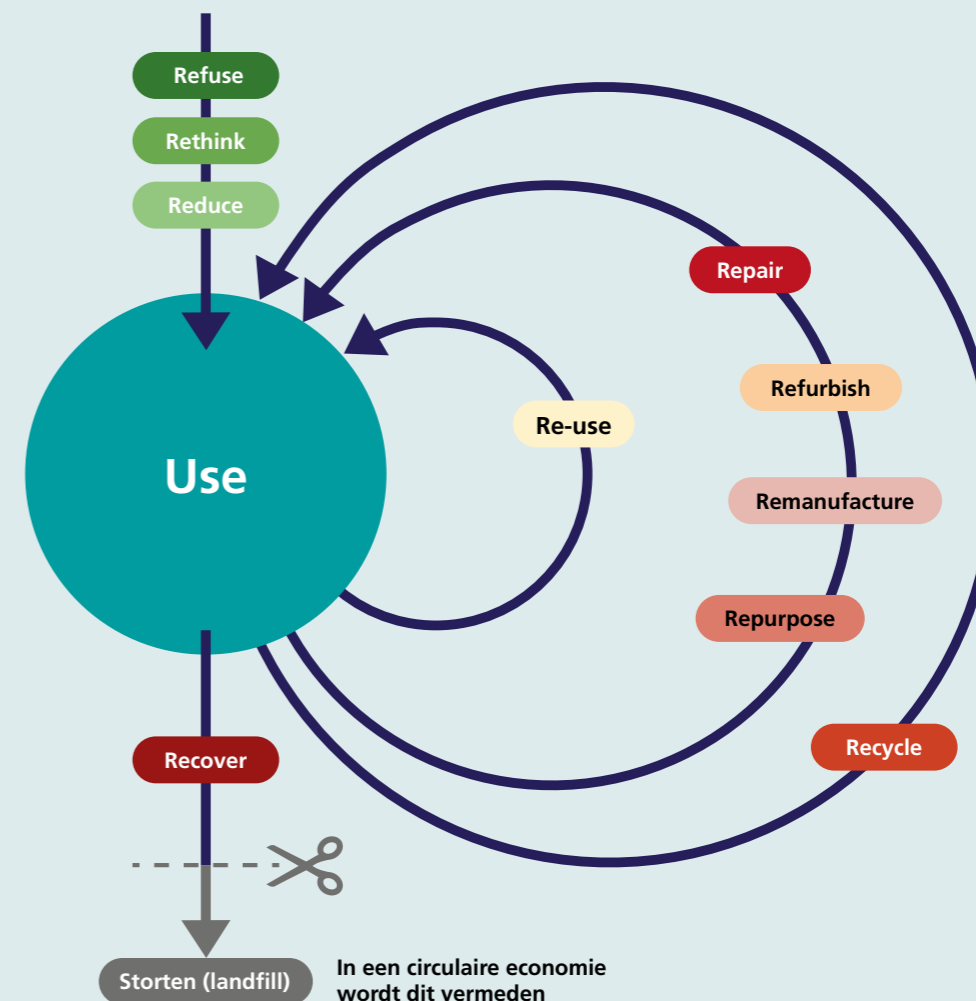 Refuse
Rethink
Reduce
Repair
Refurbish
Re-use
Use
Remanufacture
Repurpose
Recycle
Recover
Storten (landfill)
In een circulaire economie
wordt dit vermeden